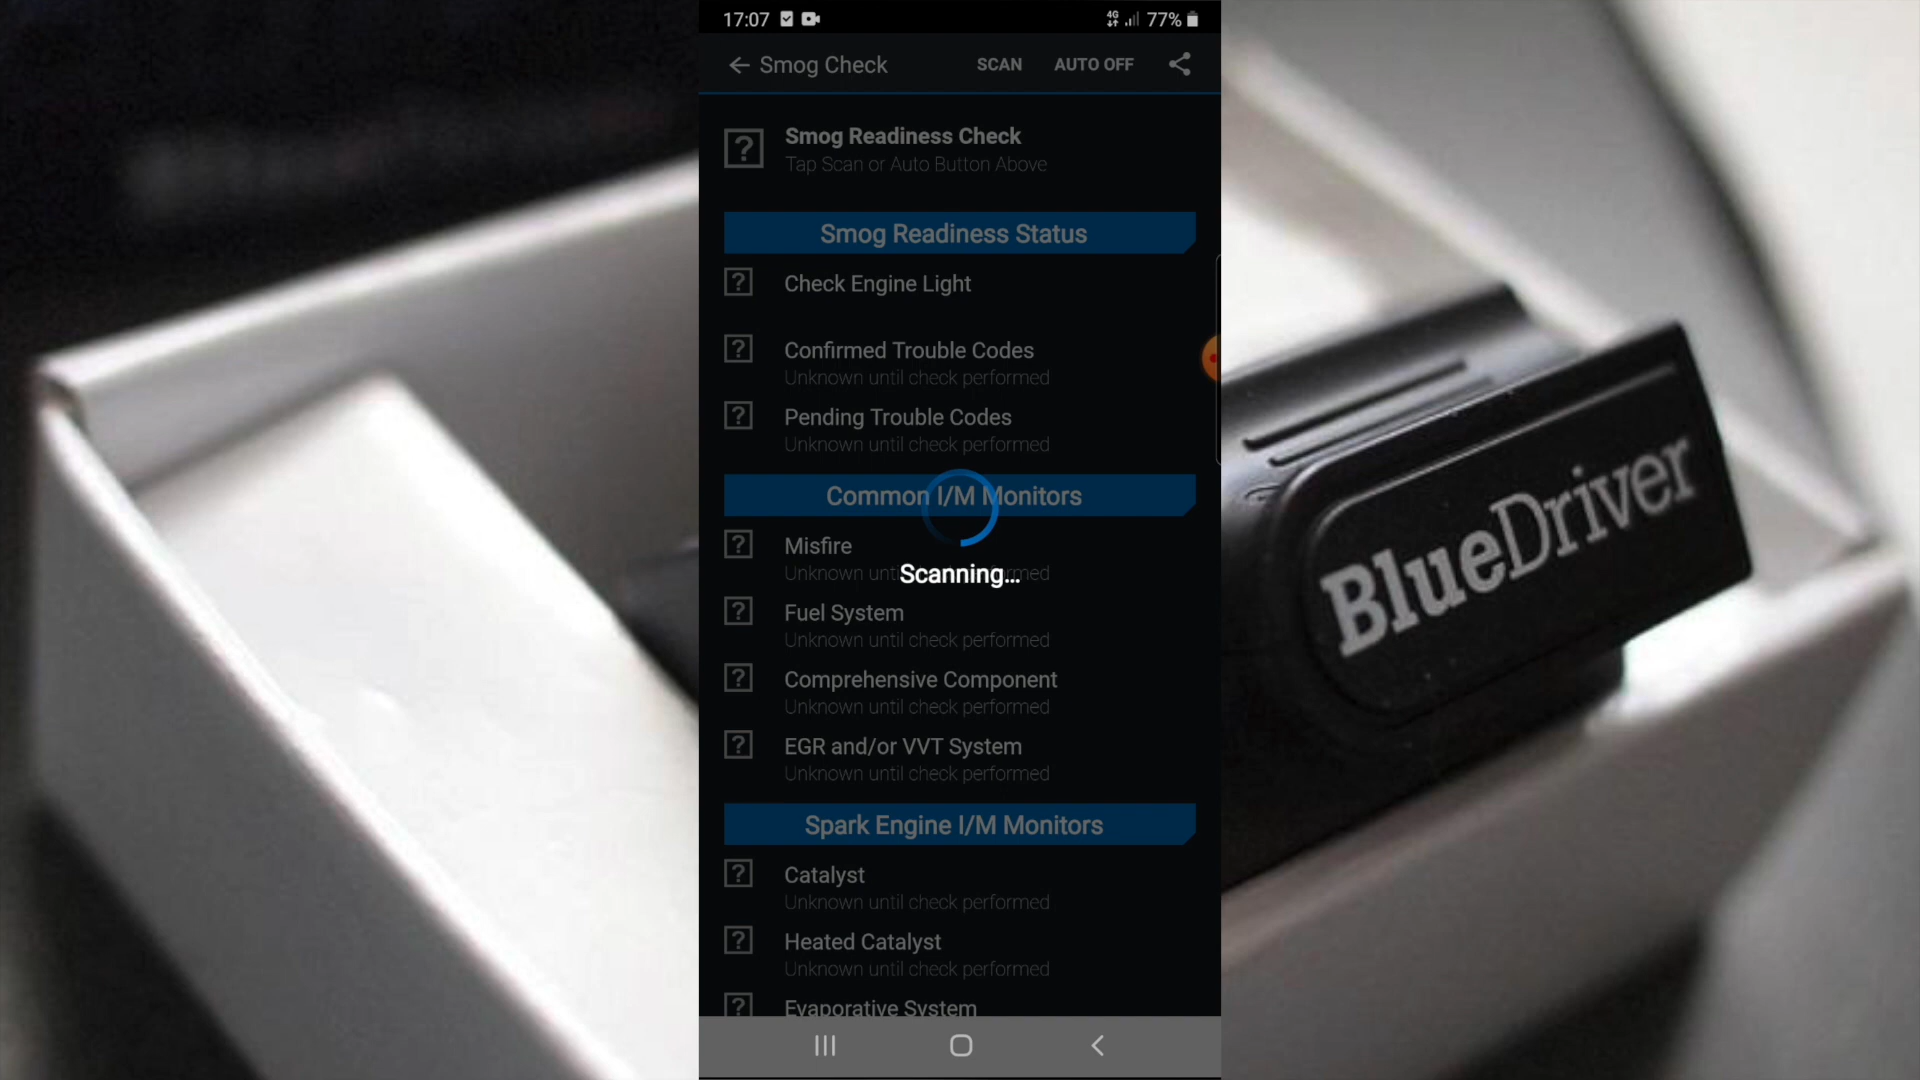 17:07
4G
77%
Smog Check
SCAN
AUTO OFF
Smog Readiness Check
Tap Scan or Auto Button Above
Smog Readiness Status
Check Engine Light
Confirmed Trouble Codes
Unknown until check performed
Pending Trouble Codes
Unknown until check performed
Common I/M Monitors
Misfire
Scanning...
Fuel System
Unknown until check performed
Comprehensive Component
Unknown until check performed
EGR and/or VVT System
Unknown until check performed
Spark Engine I/M Monitors
Catalyst
Unknown until check performed
Heated Catalyst
Unknown until check performed
Evaporative System
BlueDriver